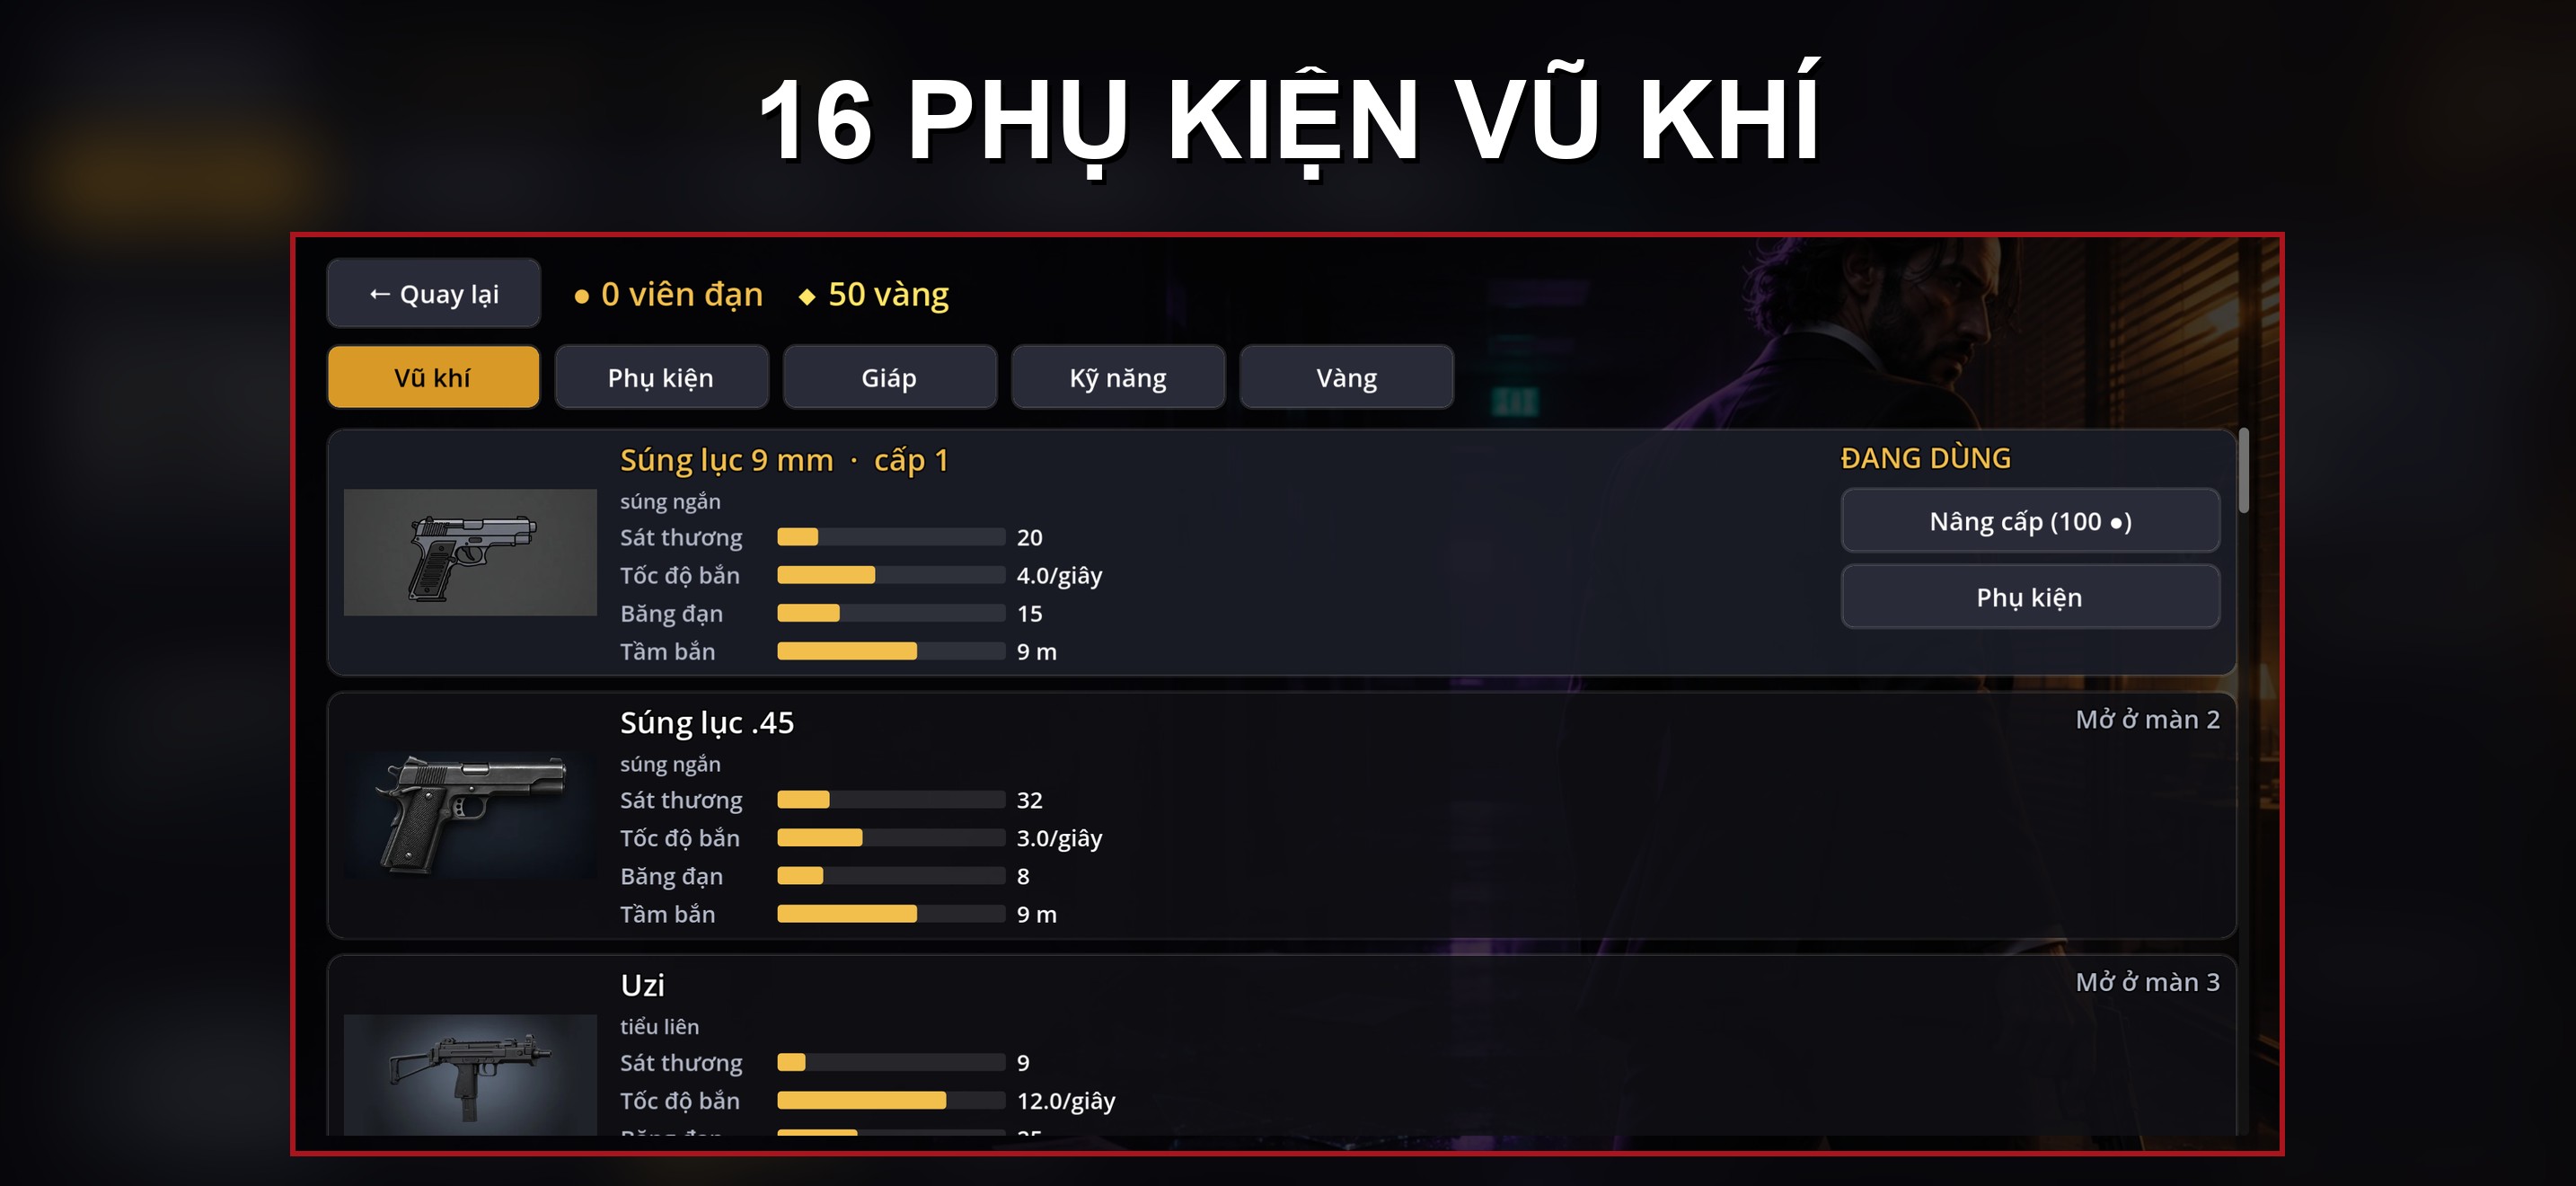 16 PHỤ KIỆN VŨ KHÍ
← Quay lại ● 0 viên đạn ◆ 50 vàng
Vũ khí Phụ kiện Giáp Kỹ năng Vàng
Súng lục 9 mm · cấp 1
súng ngắn
Sát thương 20
Tốc độ bắn 4.0/giây
Băng đạn 15
Tầm bắn 9 m
ĐANG DÙNG
Nâng cấp (100 ●)
Phụ kiện
Súng lục .45
súng ngắn
Sát thương 32
Tốc độ bắn 3.0/giây
Băng đạn 8
Tầm bắn 9 m
Mở ở màn 2
Uzi
tiểu liên
Sát thương 9
Tốc độ bắn 12.0/giây
Mở ở màn 3